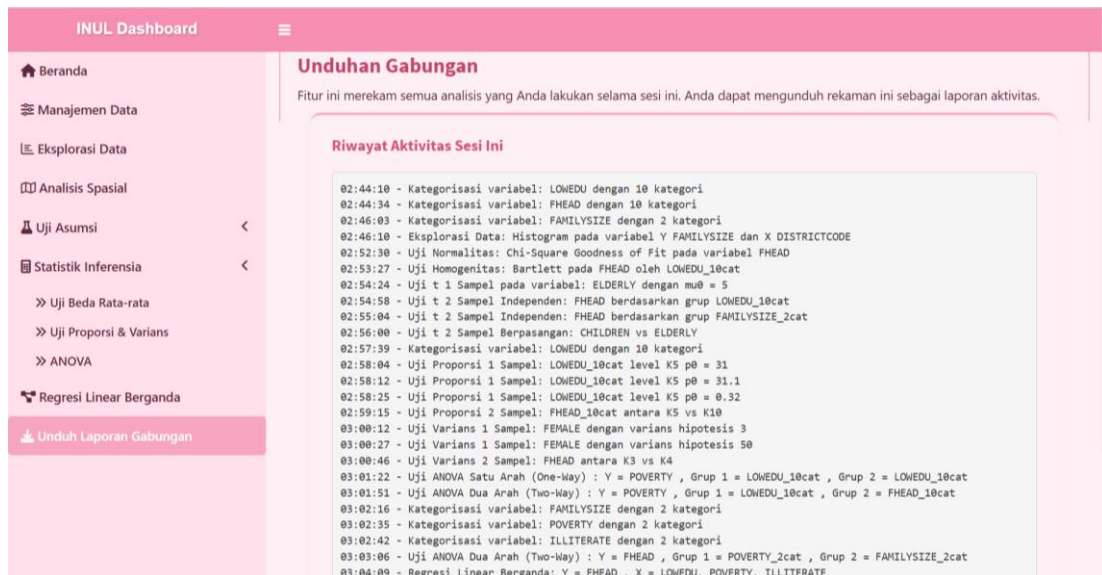 INUL Dashboard
Beranda
Manajemen Data
Eksplorasi Data
Analisis Spasial
Uji Asumsi
Statistik Inferensia
Uji Beda Rata-rata
Uji Proporsi & Varians
ANOVA
Regresi Linear Berganda
Unduh Laporan Gabungan
Unduhan Gabungan
Fitur ini merekam semua analisis yang Anda lakukan selama sesi ini. Anda dapat mengunduh rekaman ini sebagai laporan aktivitas.
Riwayat Aktivitas Sesi Ini
02:44:10 - Kategorisasi variabel: LOWEDU dengan 10 kategori
02:44:34 - Kategorisasi variabel: FHEAD dengan 10 kategori
02:46:03 - Kategorisasi variabel: FAMILYSIZE dengan 2 kategori
02:46:10 - Eksplorasi Data: Histogram pada variabel Y FAMILYSIZE dan X DISTRICTCODE
02:52:30 - Uji Normalitas: Chi-Square Goodness of Fit pada variabel FHEAD
02:53:27 - Uji Homogenitas: Bartlett pada FHEAD oleh LOWEDU_10cat
02:54:24 - Uji t 1 Sampel pada variabel: ELDERLY dengan mu0 = 5
02:54:58 - Uji t 2 Sampel Independen: FHEAD berdasarkan grup LOWEDU_10cat
02:55:04 - Uji t 2 Sampel Independen: FHEAD berdasarkan grup FAMILYSIZE_2cat
02:56:00 - Uji t 2 Sampel Berpasangan: CHILDREN vs ELDERLY
02:57:39 - Kategorisasi variabel: LOWEDU dengan 10 kategori
02:58:04 - Uji Proporsi 1 Sampel: LOWEDU_10cat level K5 p0 = 31
02:58:12 - Uji Proporsi 1 Sampel: LOWEDU_10cat level K5 p0 = 31.1
02:58:25 - Uji Proporsi 1 Sampel: LOWEDU_10cat level K5 p0 = 0.32
02:59:15 - Uji Proporsi 2 Sampel: FHEAD_10cat antara K5 vs K10
03:00:12 - Uji Varians 1 Sampel: FEMALE dengan varians hipotesis 3
03:00:27 - Uji Varians 1 Sampel: FEMALE dengan varians hipotesis 50
03:00:46 - Uji Varians 2 Sampel: FHEAD antara K3 vs K4
03:01:22 - Uji ANOVA Satu Arah (One-Way) : Y = POVERTY , Grup 1 = LOWEDU_10cat , Grup 2 = LOWEDU_10cat
03:01:51 - Uji ANOVA Dua Arah (Two-Way) : Y = POVERTY , Grup 1 = LOWEDU_10cat , Grup 2 = FHEAD_10cat
03:02:16 - Kategorisasi variabel: FAMILYSIZE dengan 2 kategori
03:02:35 - Kategorisasi variabel: POVERTY dengan 2 kategori
03:02:42 - Kategorisasi variabel: ILLITERATE dengan 2 kategori
03:03:06 - Uji ANOVA Dua Arah (Two-Way) : Y = FHEAD , Grup 1 = POVERTY_2cat , Grup 2 = FAMILYSIZE_2cat
03:04:09 - Regresi Linear Berganda: Y = FHEAD , X = LOWEDU, POVERTY, ILLITERATE